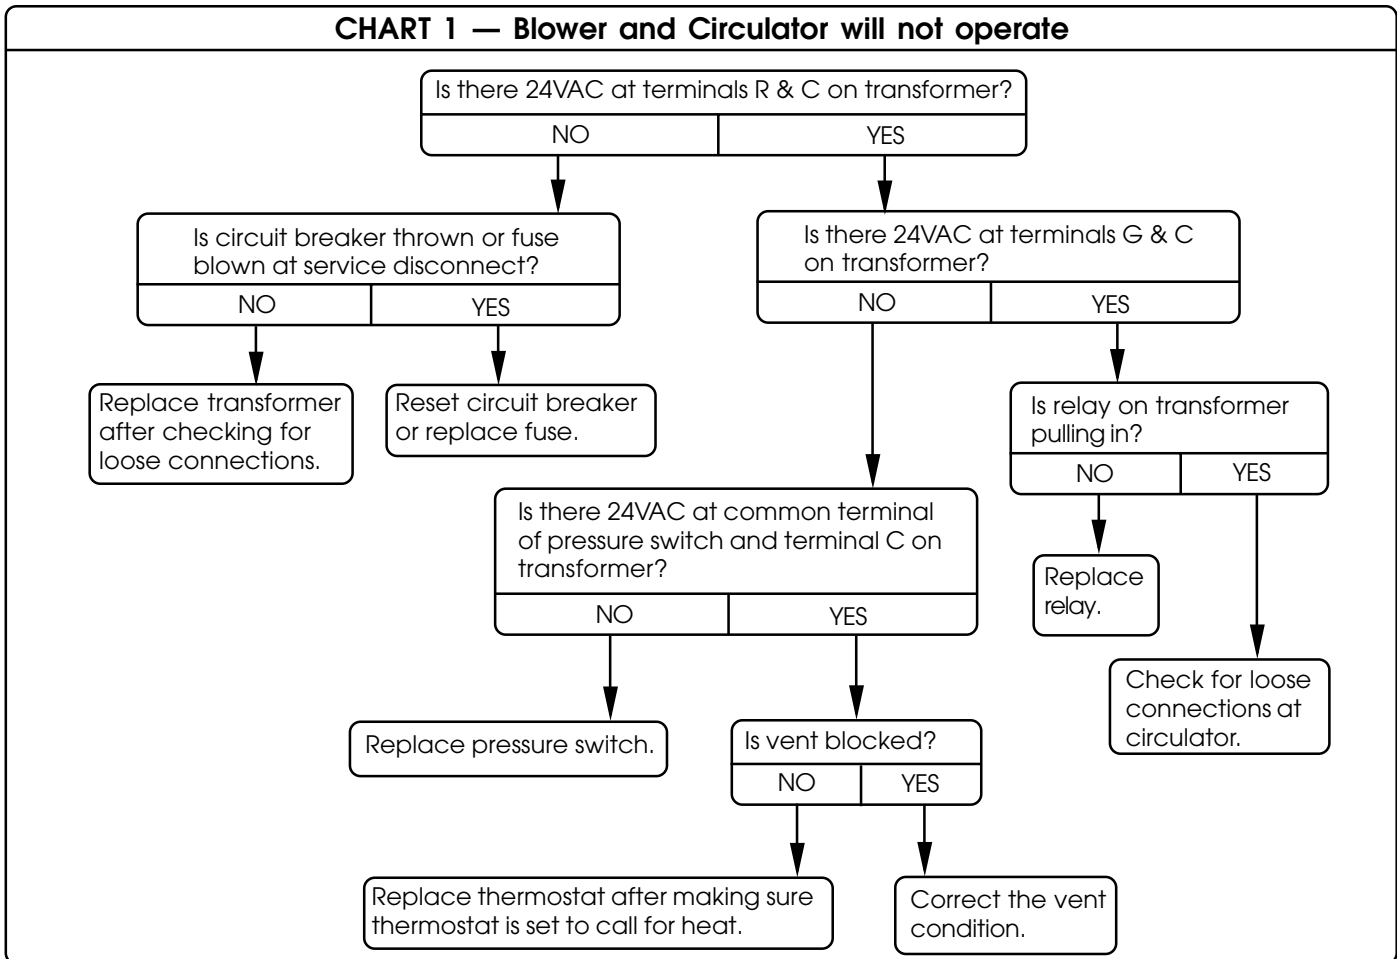 CHART 1 — Blower and Circulator will not operate
Is there 24VAC at terminals R & C on transformer?
NO
YES
Is circuit breaker thrown or fuse
blown at service disconnect?
NO
YES
Is there 24VAC at terminals G & C
on transformer?
NO
YES
Replace transformer
after checking for
loose connections.
Reset circuit breaker
or replace fuse.
Is relay on transformer
pulling in?
NO
YES
Is there 24VAC at common terminal
of pressure switch and terminal C on
transformer?
NO
YES
Replace
relay.
Check for loose
connections at
circulator.
Replace pressure switch.
Is vent blocked?
NO
YES
Replace thermostat after making sure
thermostat is set to call for heat.
Correct the vent
condition.